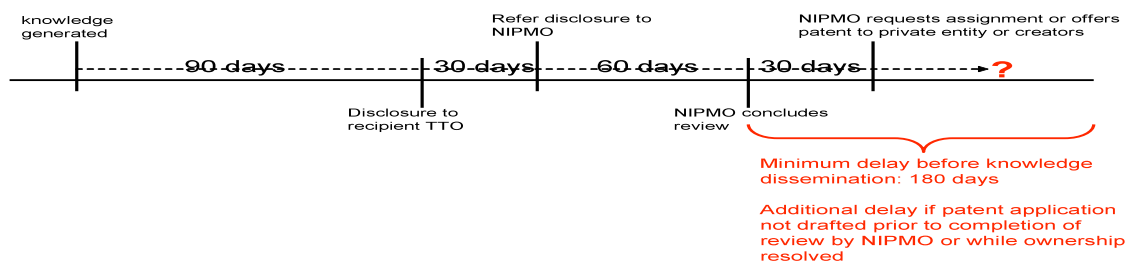 knowledge
generated
Refer disclosure to
NIPMO
NIPMO requests assignment or offers
patent to private entity or creators
90 days
30 days
60 days
30 days
?
Disclosure to
recipient TTO
NIPMO concludes
review
Minimum delay before knowledge
dissemination: 180 days
Additional delay if patent application
not drafted prior to completion of
review by NIPMO or while ownership
resolved